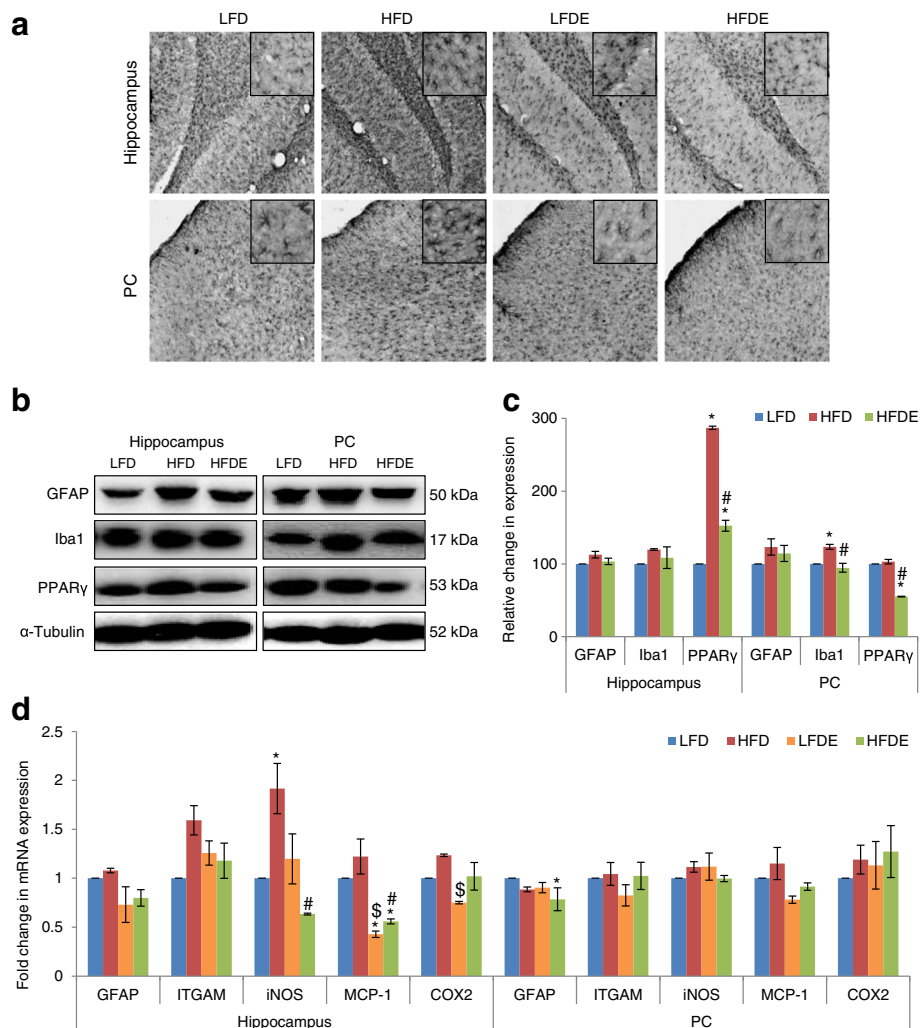 a
LFD HFD LFDE HFDE
Hippocampus
PC
b
Hippocampus PC
LFD HFD HFDE LFD HFD HFDE
GFAP 50 kDa
Iba1 17 kDa
PPARγ 53 kDa
α-Tubulin 52 kDa
c
Relative change in expression
300
200
100
0
LFD HFD HFDE
*
#
*
*
#
#
*
GFAP Iba1 PPARγ GFAP Iba1 PPARγ
Hippocampus PC
d
Fold change in mRNA expression
2.5
2
1.5
1
0.5
0
LFD HFD LFDE HFDE
*
#
$
*
#
*
$
*
GFAP ITGAM iNOS MCP-1 COX2 GFAP ITGAM iNOS MCP-1 COX2
Hippocampus PC